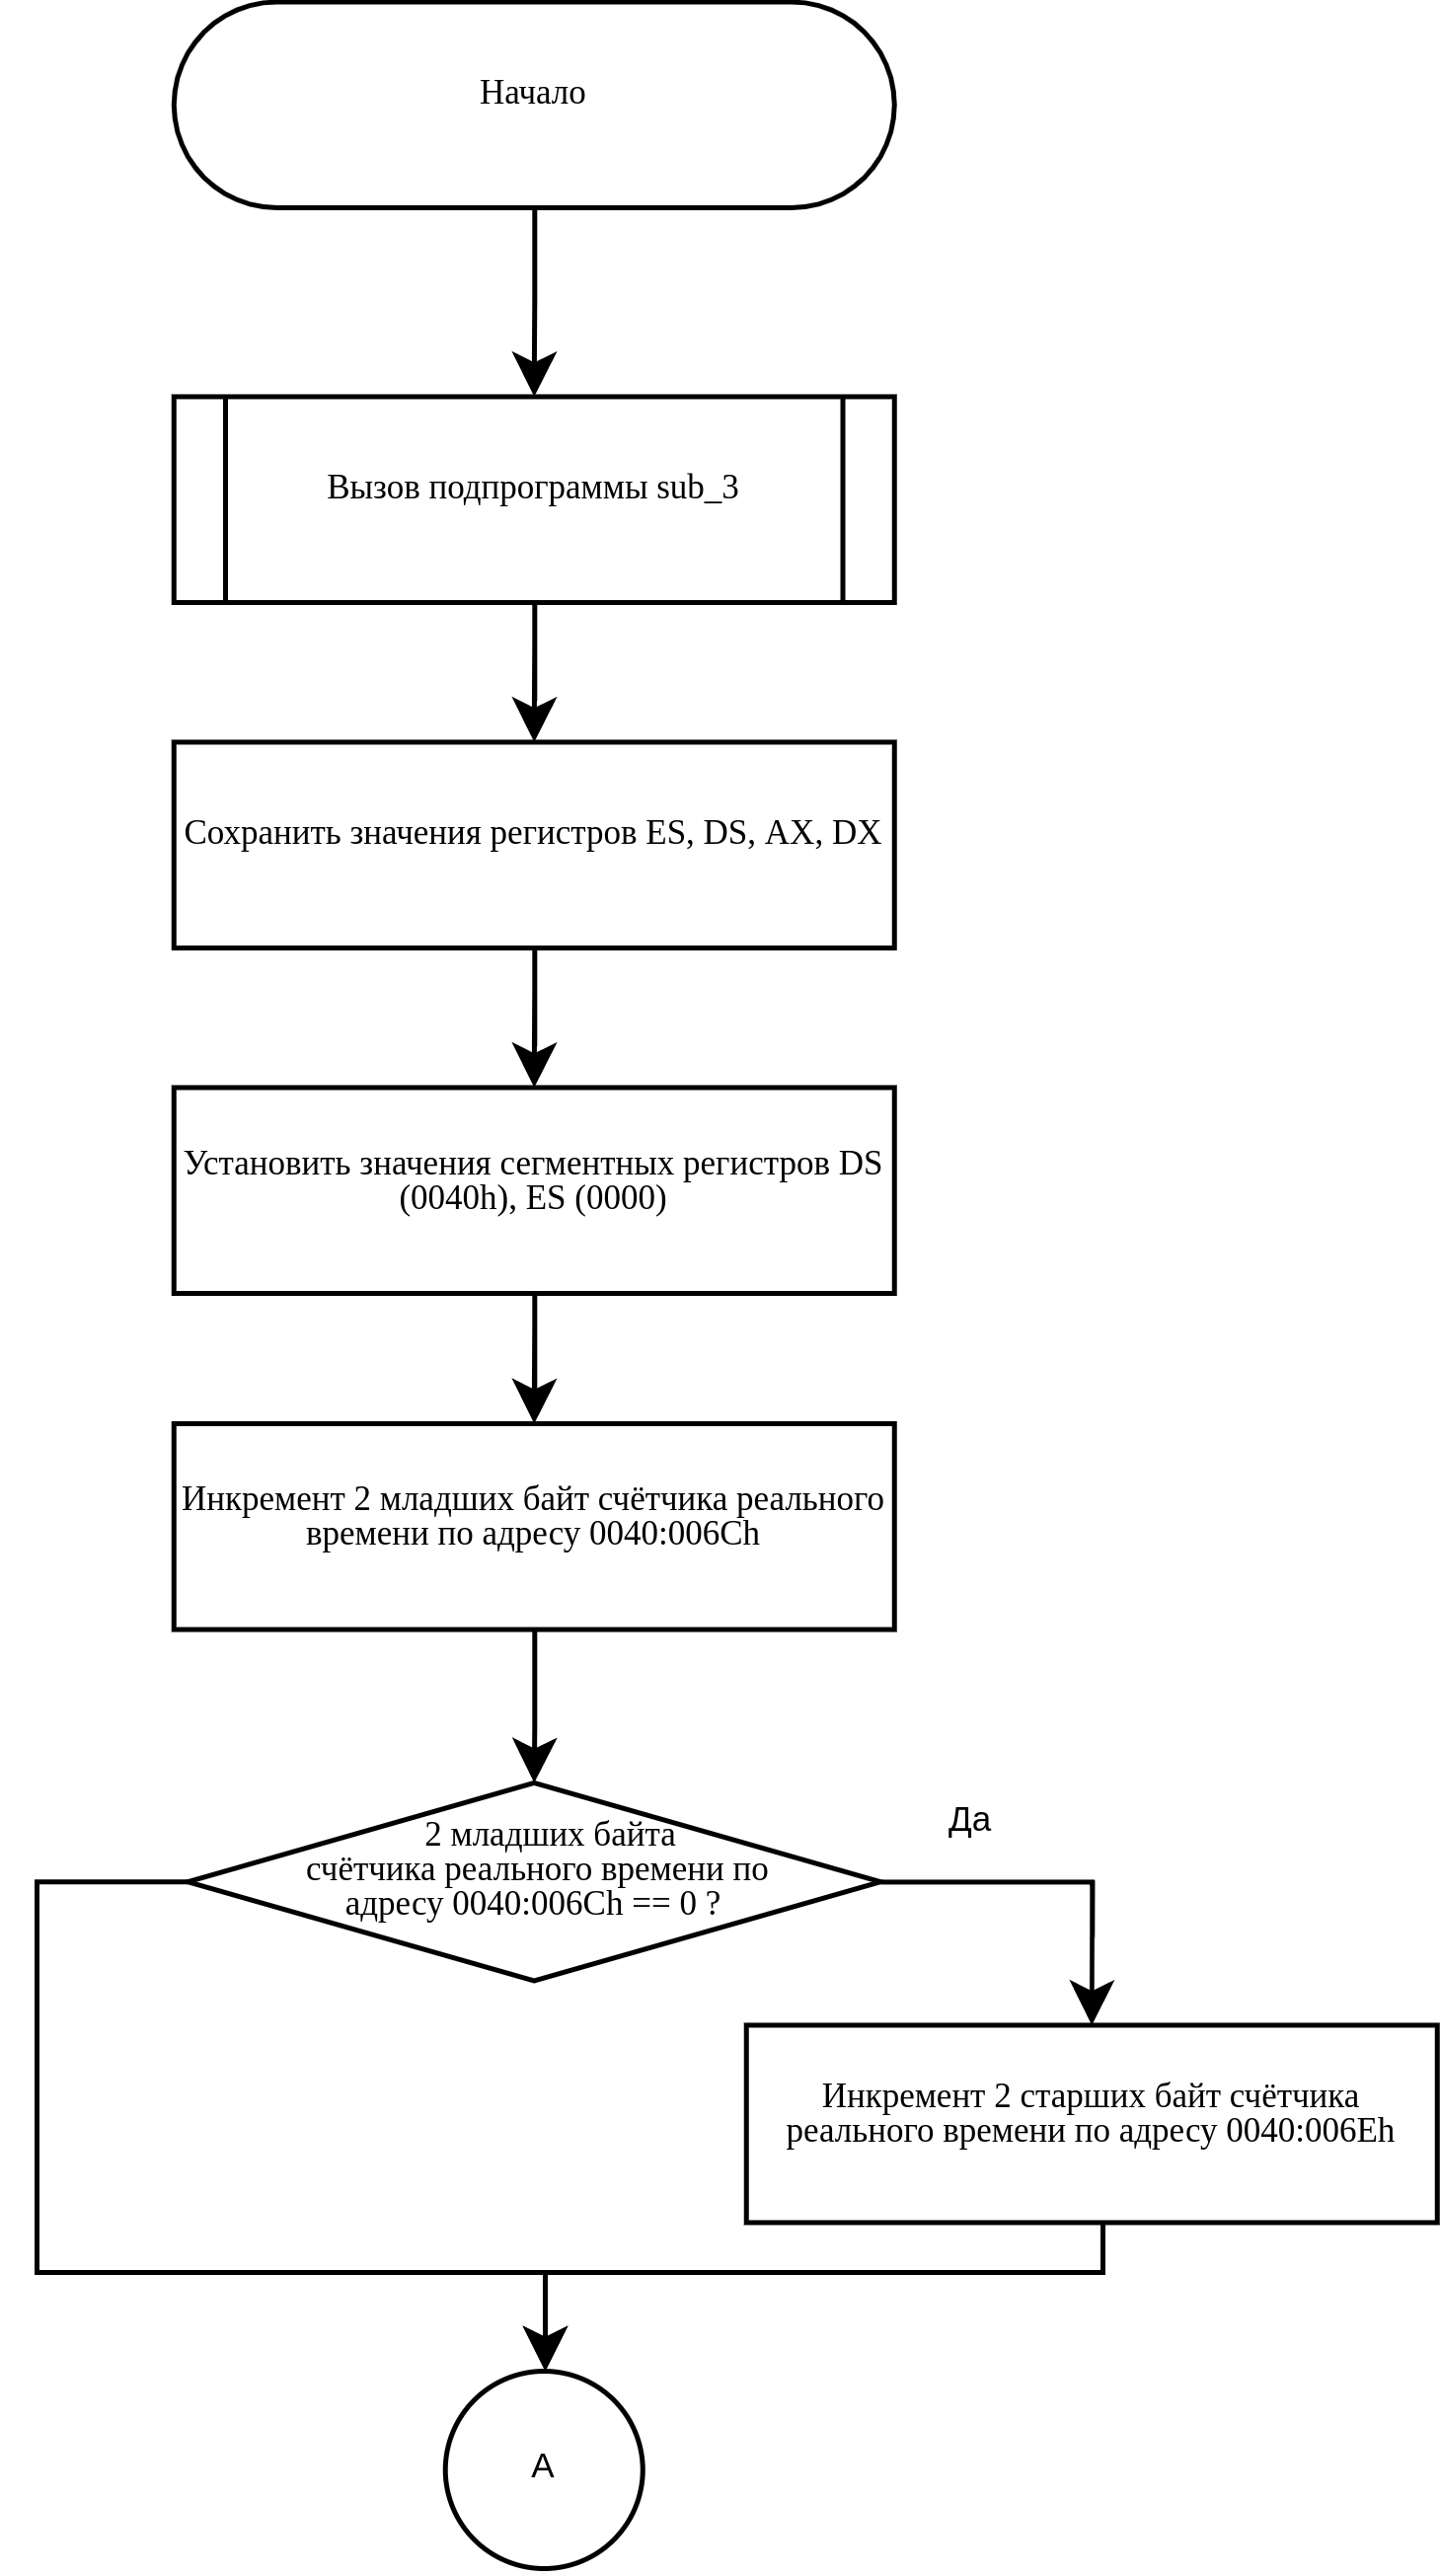 Начало
Вызов подпрограммы sub_3
Сохранить значения регистров ES, DS, AX, DX
Установить значения сегментных регистров DS
(0040h), ES (0000)
Инкремент 2 младших байт счётчика реального
времени по адресу 0040:006Ch
2 младших байта
счётчика реального времени по
адресу 0040:006Ch == 0 ?
Да
Инкремент 2 старших байт счётчика
реального времени по адресу 0040:006Eh
A